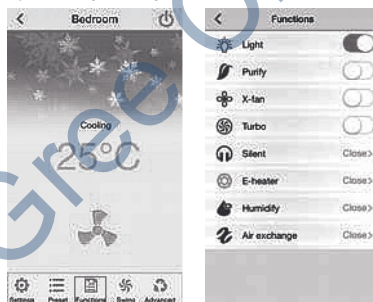 Bedroom
Cooling
25°C
Settings
Preset
Functions
Swing
Advanced
Functions
Light
Purify
X-fan
Turbo
Silent Close>
E-heater Close>
Humidify Close>
Air exchange Close>
Gree